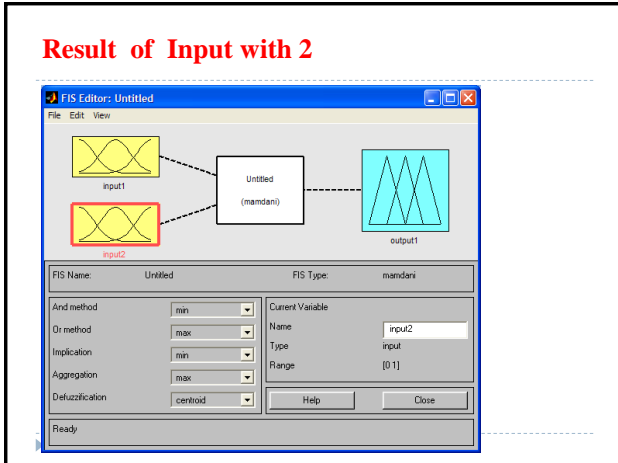 Result of Input with 2
FIS Editor: Untitled
File Edit View
input1
Untitled
(mamdani)
input2
output1
FIS Name: Untitled FIS Type: mamdani
And method min
Or method max
Implication min
Aggregation max
Defuzzification centroid
Current Variable
Name input2
Type input
Range [0 1]
Help Close
Ready